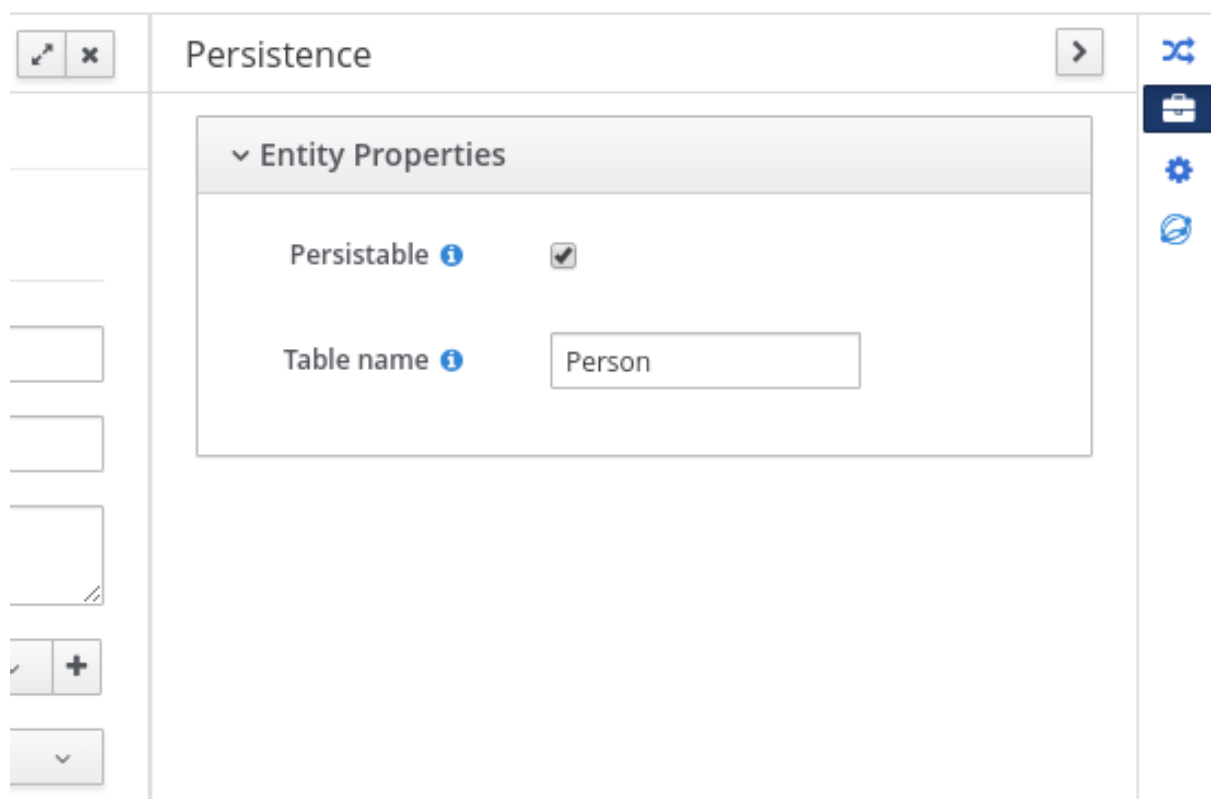 Persistence
Entity Properties
Persistable
Table name
Person